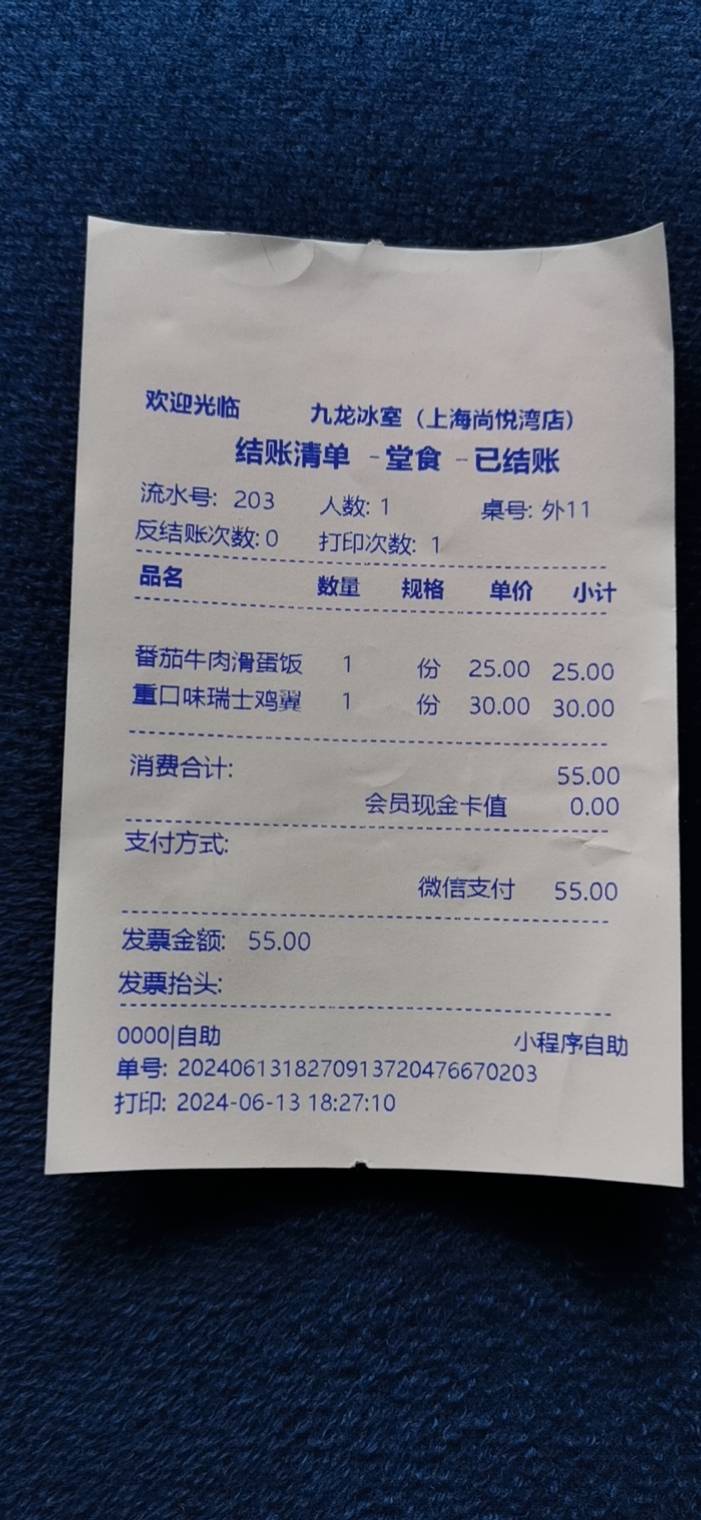 欢迎光临 九龙冰室（上海尚悦湾店）
结账清单 - 堂食 - 已结账
流水号: 203 人数: 1 桌号: 外11
反结账次数: 0 打印次数: 1
品名 数量 规格 单价 小计
番茄牛肉滑蛋饭 1 份 25.00 25.00
重口味瑞士鸡翼 1 份 30.00 30.00
消费合计: 55.00
会员现金卡值 0.00
支付方式:
微信支付 55.00
发票金额: 55.00
发票抬头:
0000|自助 小程序自助
单号: 20240613182709137204766​70203
打印: 2024-06-13 18:27:10